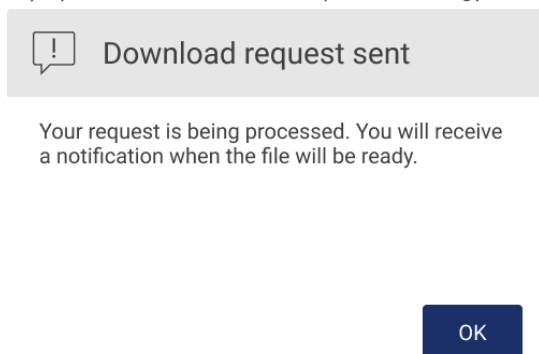 Download request sent
Your request is being processed. You will receive
a notification when the file will be ready.
OK